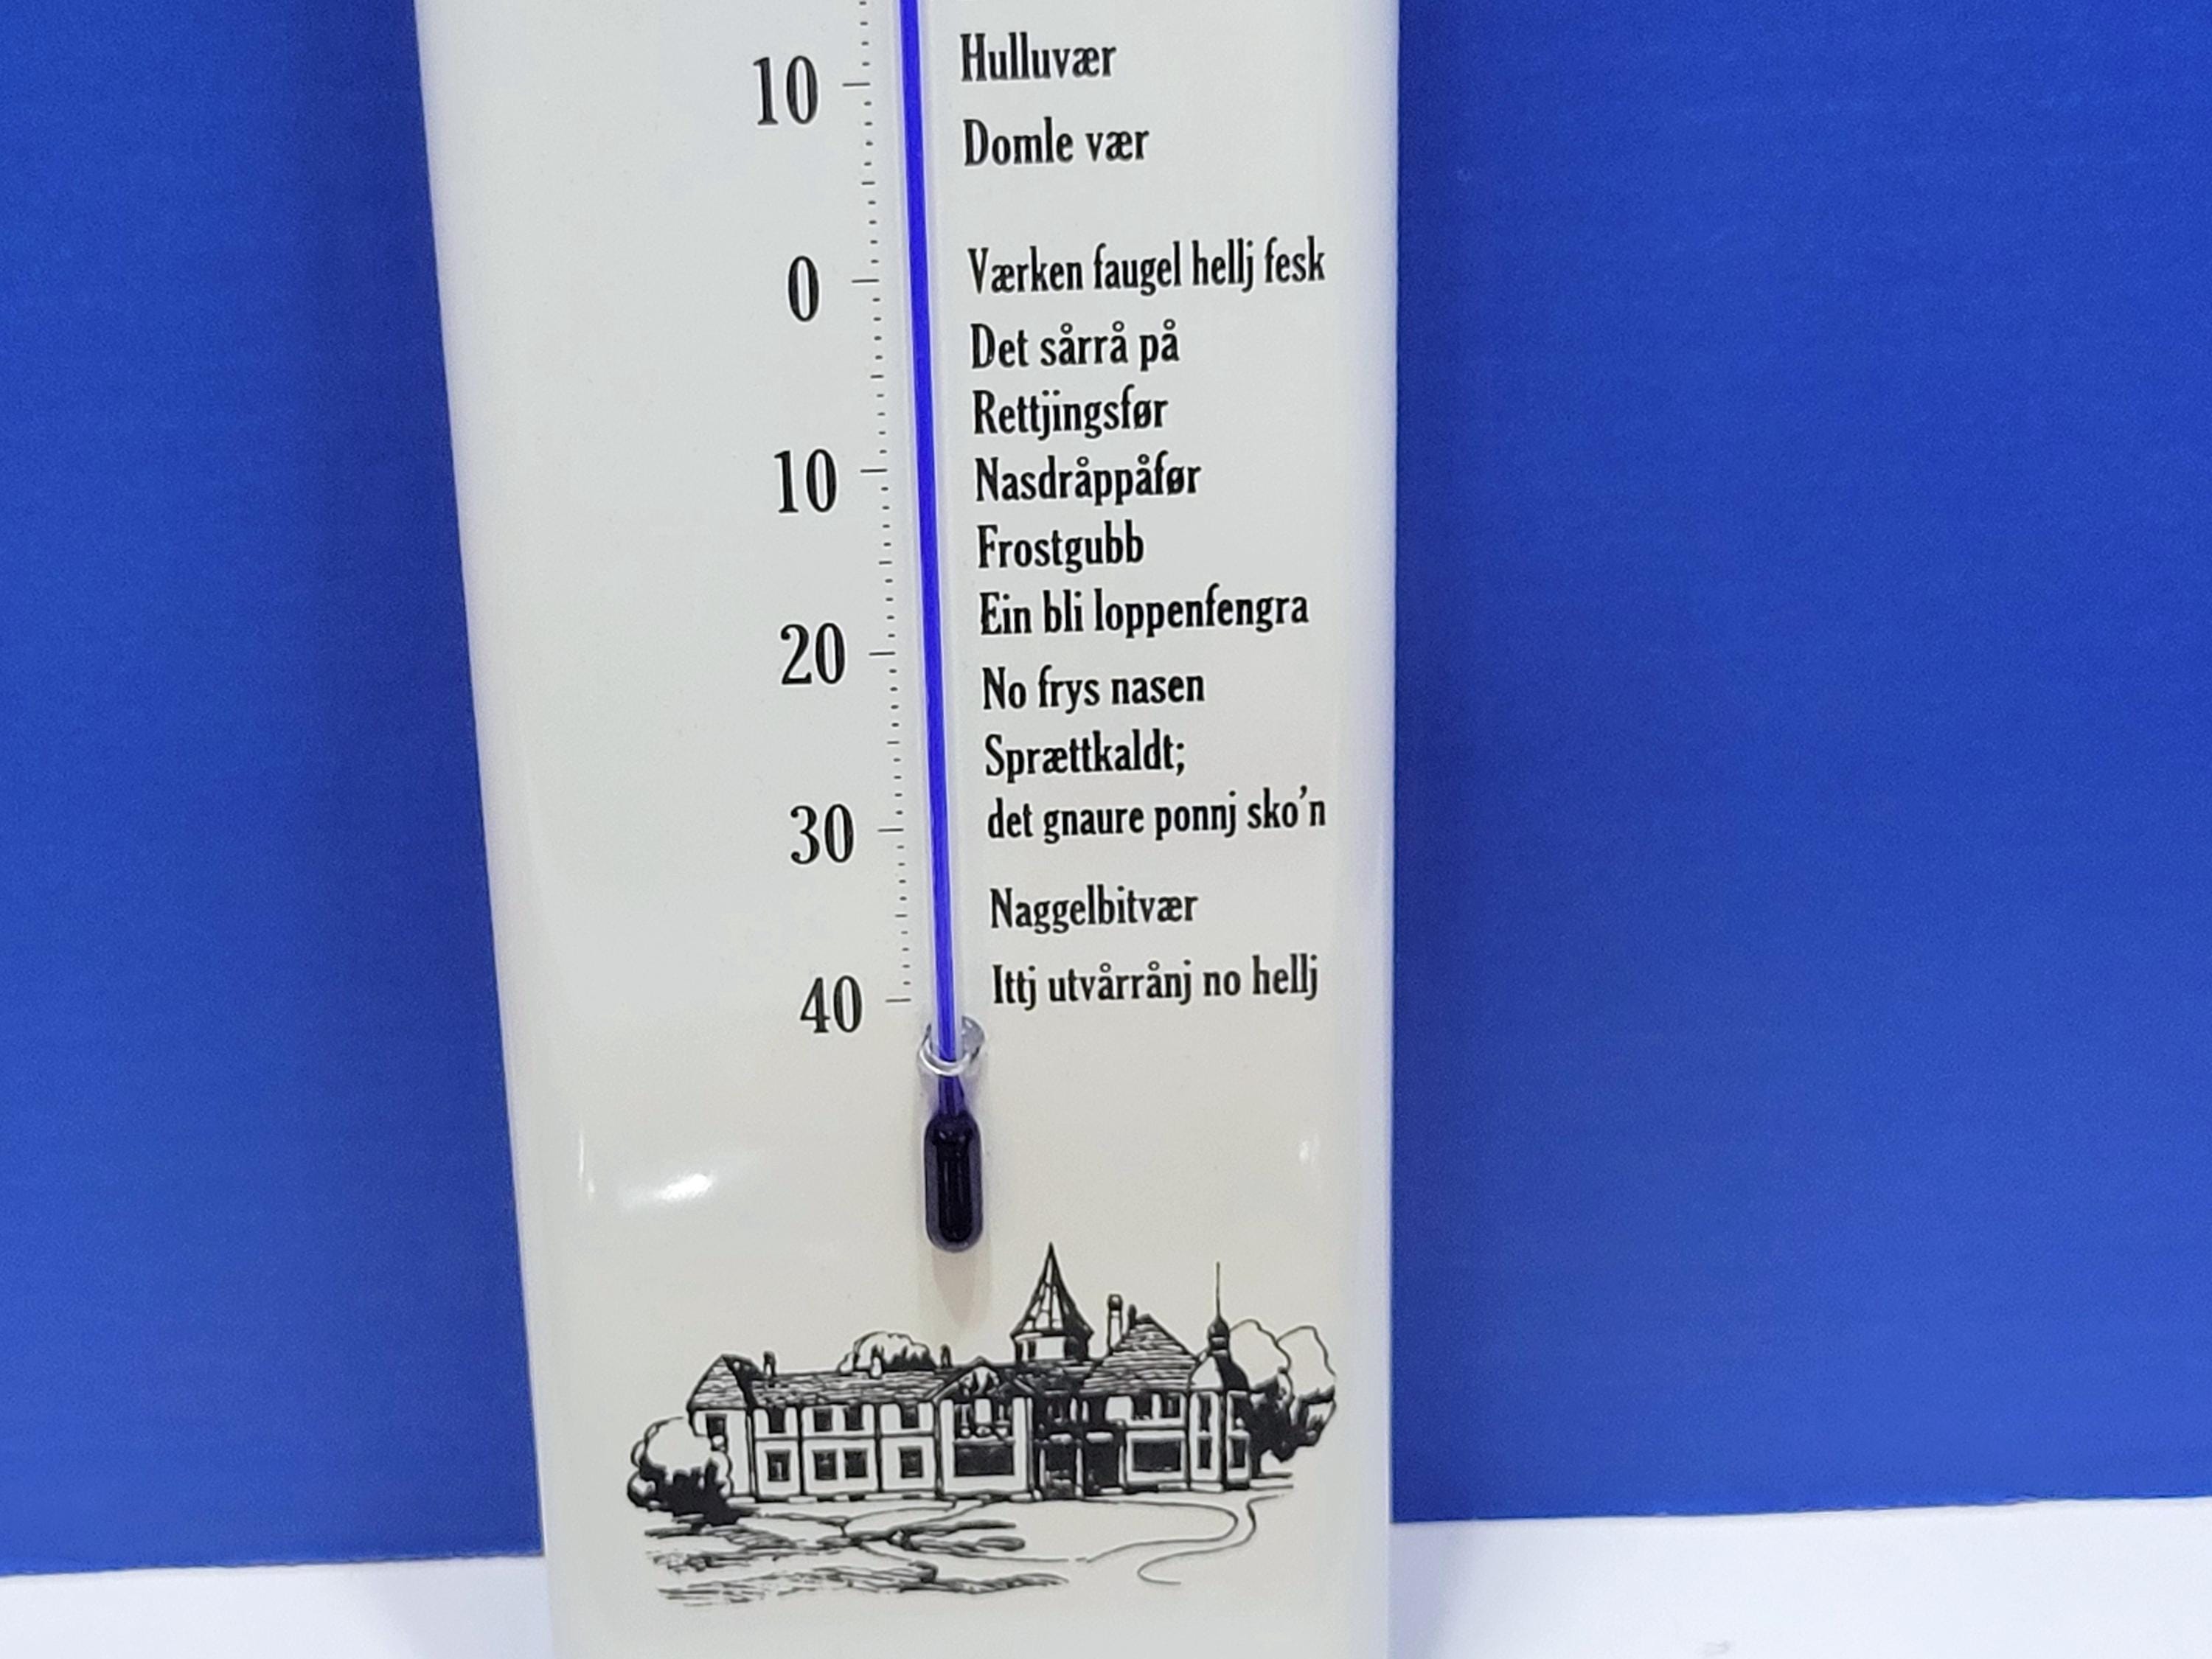 10 Hulluvær
Domle vær
0 Værken faugel hellj fesk
Det sårrå på
Rettjingsfør
10 Nasdråppåfør
Frostgubb
Ein bli loppenfengra
20
No frys nasen
Sprættkaldt;
30 det gnaure ponnj sko'n
Naggelbitvær
40 Ittj utvårrånj no hellj